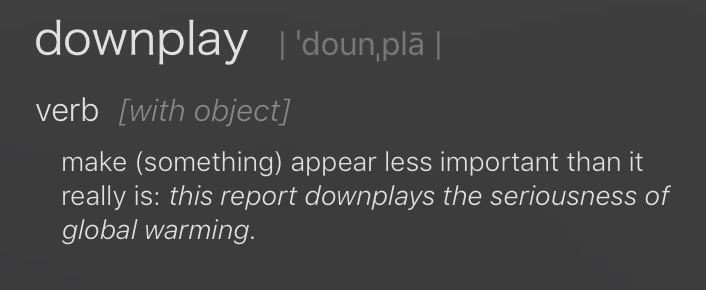 downplay | ˈdounˌplā |
verb [with object]
make (something) appear less important than it
really is: this report downplays the seriousness of
global warming.